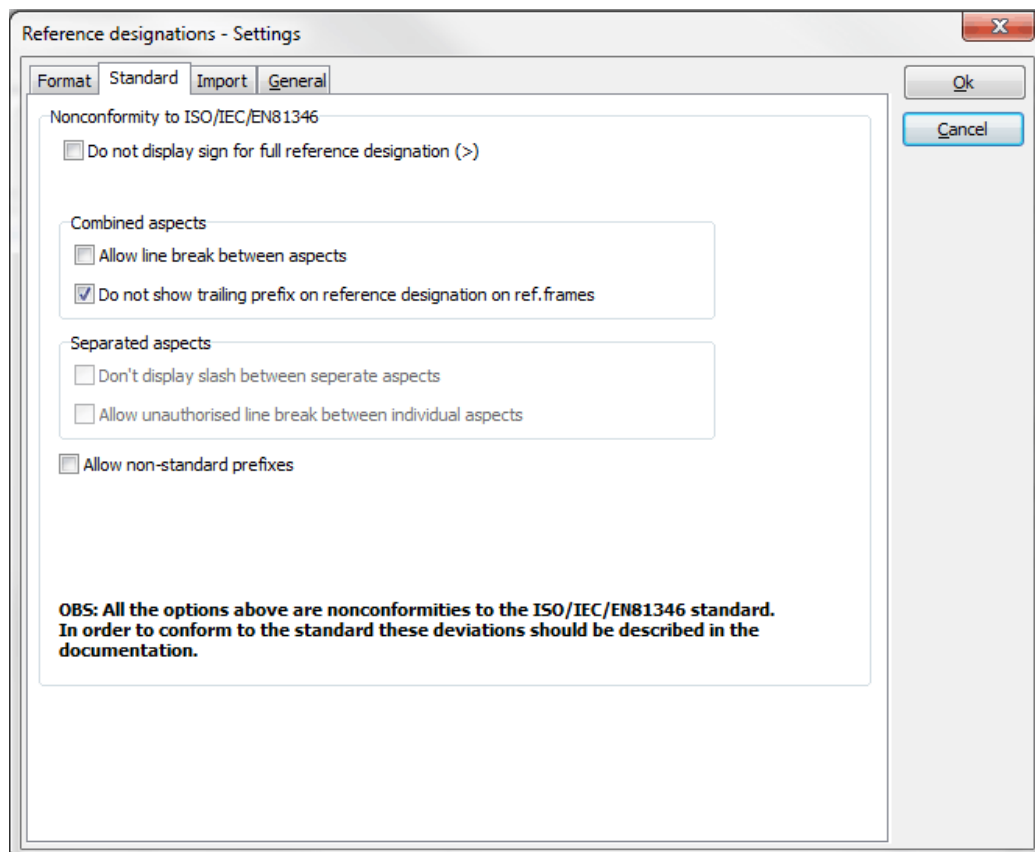 Reference designations - Settings
Format Standard Import General
Ok
Cancel
Nonconformity to ISO/IEC/EN81346
Do not display sign for full reference designation (>)
Combined aspects
Allow line break between aspects
Do not show trailing prefix on reference designation on ref.frames
Separated aspects
Don't display slash between seperate aspects
Allow unauthorised line break between individual aspects
Allow non-standard prefixes
OBS: All the options above are nonconformities to the ISO/IEC/EN81346 standard.
In order to conform to the standard these deviations should be described in the
documentation.